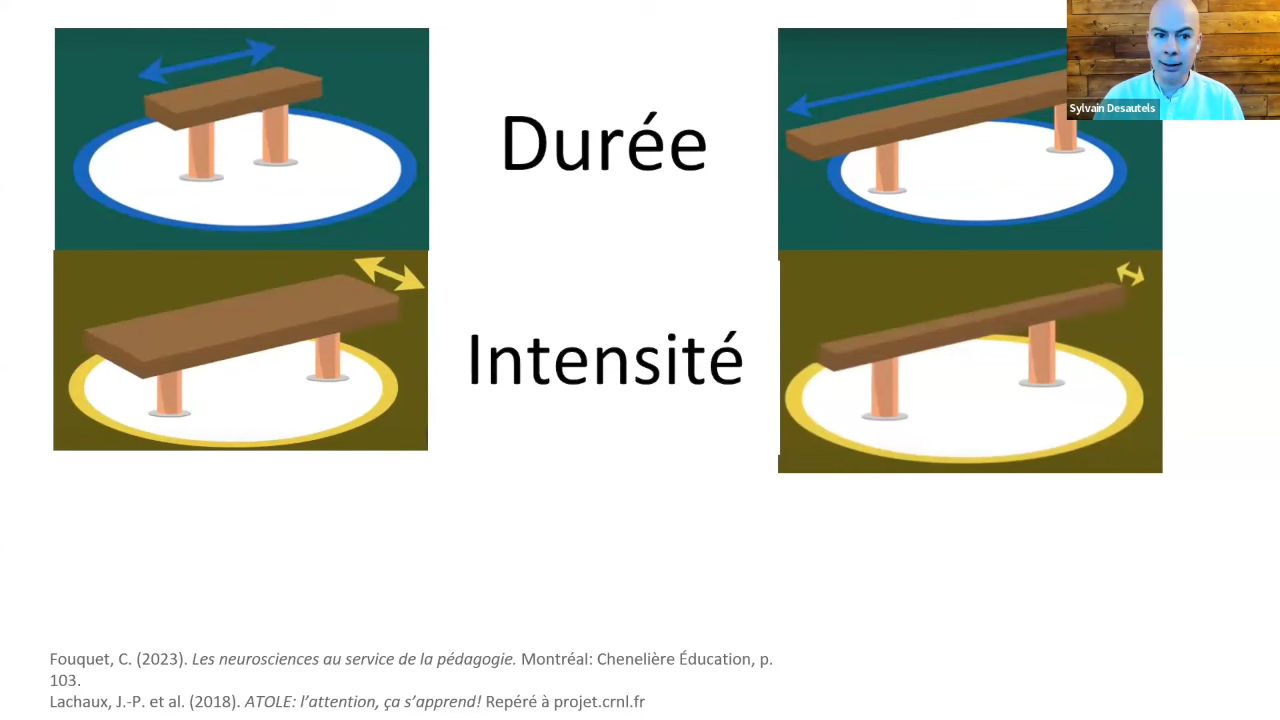 Sylvain Desautels
Durée
Intensité
Fouquet, C. (2023). Les neurosciences au service de la pédagogie. Montréal: Chenelière Éducation, p.
103.
Lachaux, J.-P. et al. (2018). ATOLE: l’attention, ça s’apprend! Repéré à projet.crnl.fr